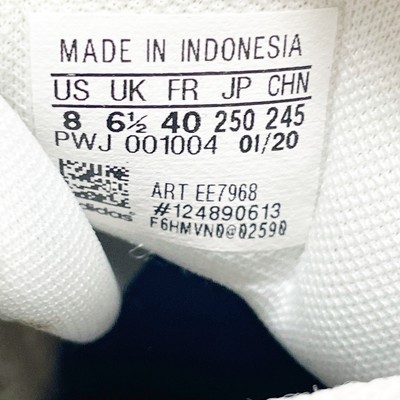 MADE IN INDONESIA
US UK FR JP CHN
8 6½ 40 250 245
PWJ 001004 01/20
ART EE7968
#124890613
adidas
F6HMVN0@02590